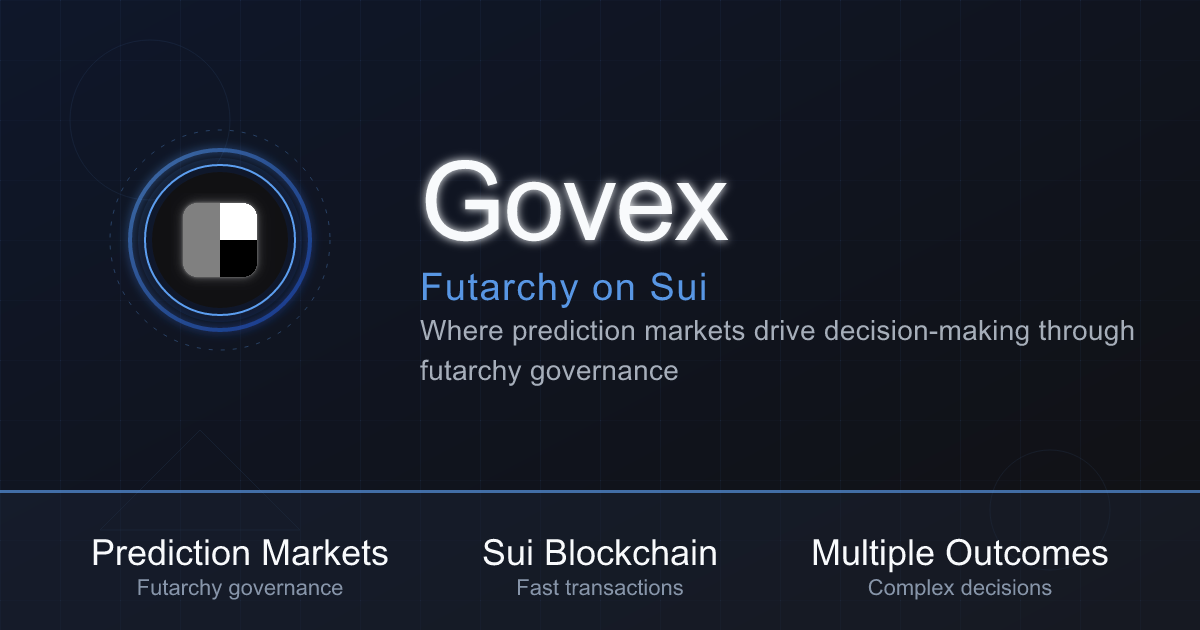 Govex
Futarchy on Sui
Where prediction markets drive decision-making through
futarchy governance
Prediction Markets
Futarchy governance
Sui Blockchain
Fast transactions
Multiple Outcomes
Complex decisions